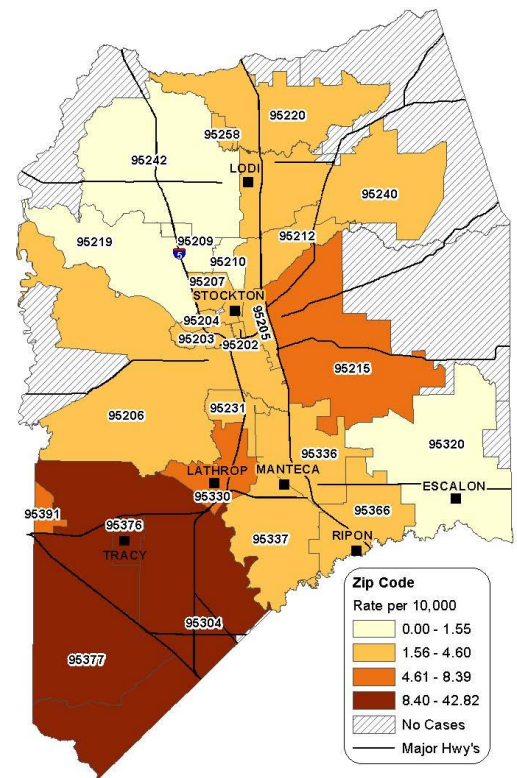 95220
95258
95242
LODI
95240
95219
95209
95212
95210
5
95207
STOCKTON
95204
95205
95203
95202
95215
95231
95206
95336
95320
LATHROP
MANTECA
95330
ESCALON
95391
95366
95376
95337
RIPON
TRACY
95304
95377
Zip Code
Rate per 10,000
0.00 - 1.55
1.56 - 4.60
4.61 - 8.39
8.40 - 42.82
No Cases
Major Hwy's